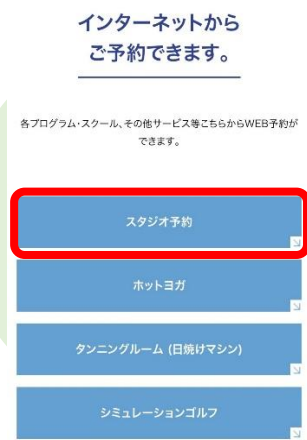 インターネットから
ご予約できます。
各プログラム・スクール、その他サービス等こちらからWEB予約が
できます。
スタジオ予約
ホットヨガ
タンニングルーム (日焼けマシン)
シミュレーションゴルフ